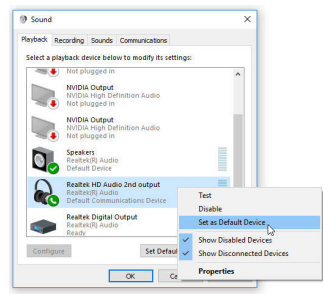 Sound
Playback Recording Sounds Communications
Select a playback device below to modify its settings:
Not plugged in
NVIDIA Output
NVIDIA High Definition Audio
Not plugged in
NVIDIA Output
NVIDIA High Definition Audio
Not plugged in
Speakers
Realtek(R) Audio
Default Device
Realtek HD Audio 2nd output
Realtek(R) Audio
Default Communications Device
Realtek Digital Output
Realtek(R) Audio
Ready
Test
Disable
Set as Default Device
Show Disabled Devices
Show Disconnected Devices
Properties
Configure
Set Defau
OK
Ca